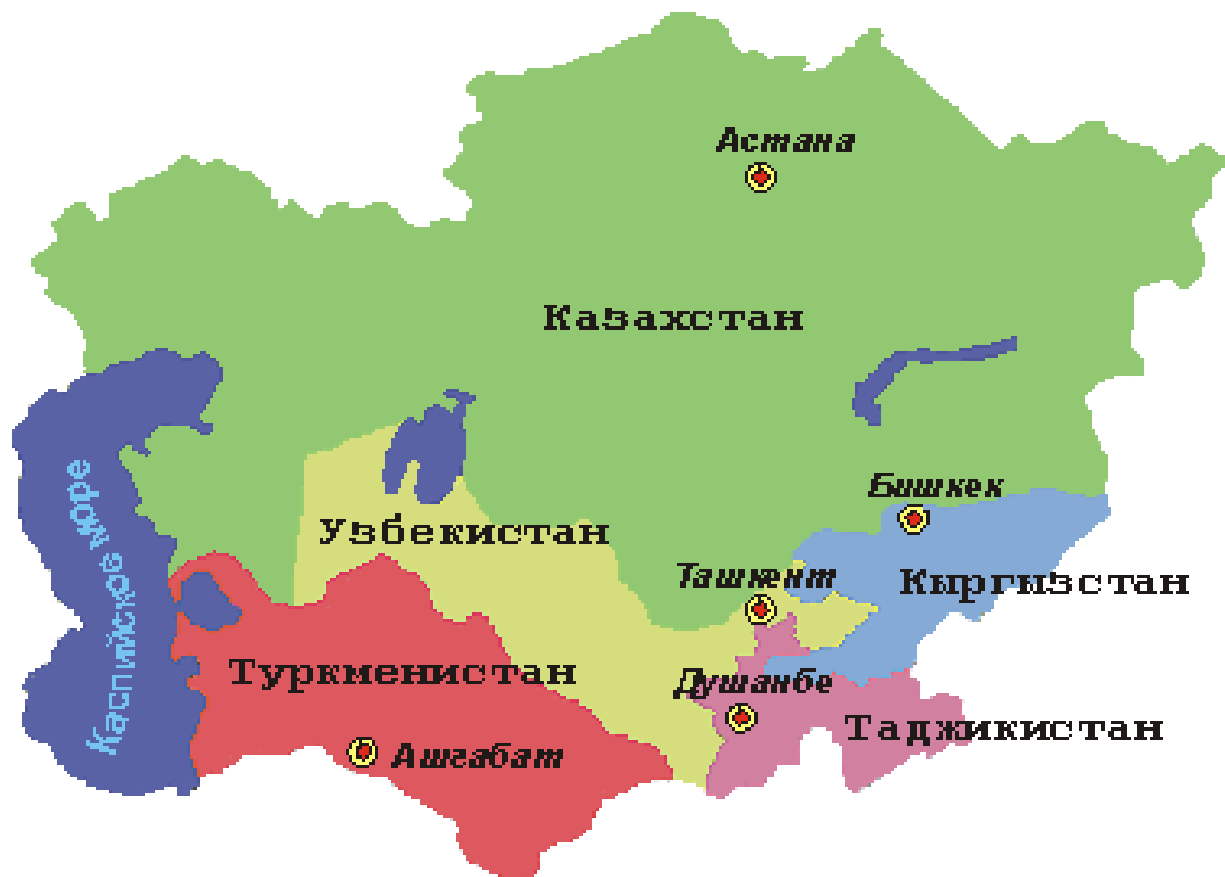 Астана
Казахстан
Бишкек
Узбекистан
Ташкент
Кыргызстан
Каспийское море
Туркменистан
Душанбе
Таджикистан
Ашгабат